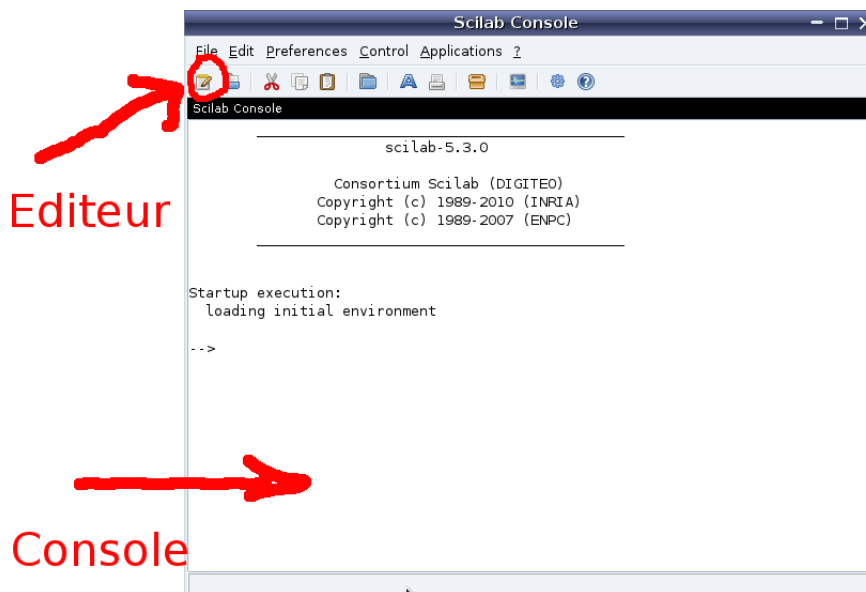 Scilab Console
File Edit Preferences Control Applications ?
Scilab Console
scilab-5.3.0
Consortium Scilab (DIGITEO)
Copyright (c) 1989-2010 (INRIA)
Copyright (c) 1989-2007 (ENPC)
Editeur
Startup execution:
loading initial environment
-->
Console